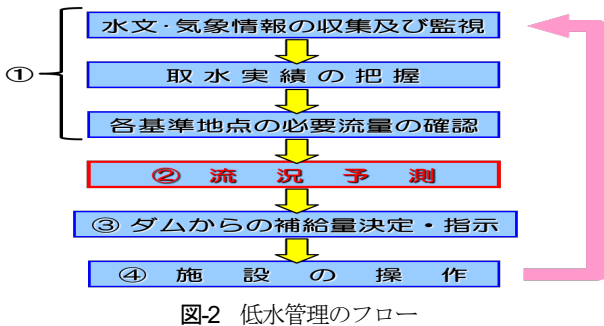 水文･気象情報の収集及び監視
①
取水実績の把握
各基準地点の必要流量の確認
② 流況予測
③ ダムからの補給量決定・指示
④ 施設の操作
図-2 低水管理のフロー